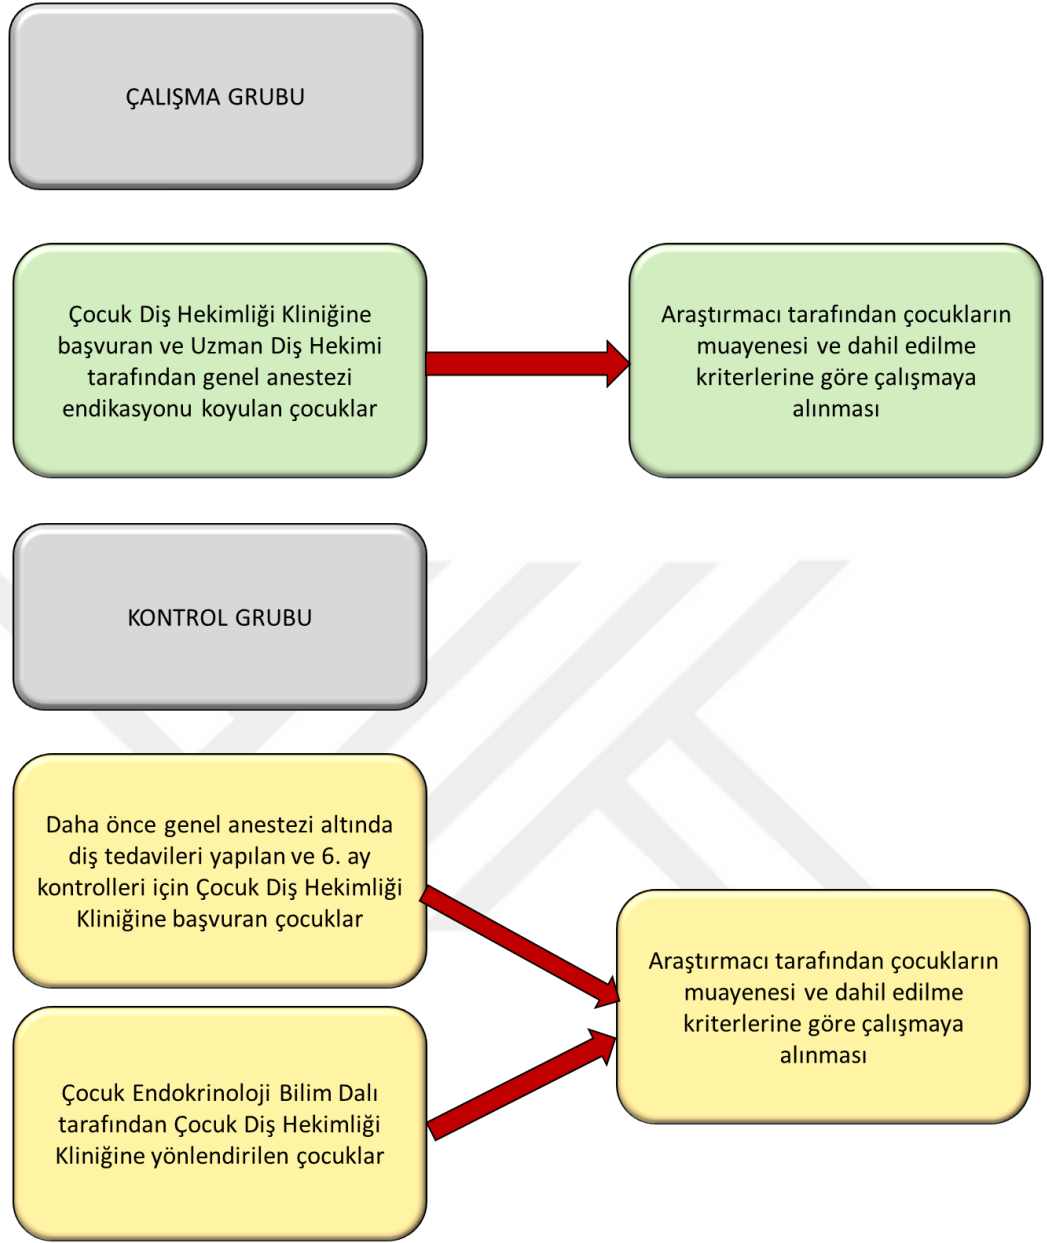 ÇALIŞMA GRUBU
Çocuk Diş Hekimliği Kliniğine
başvuran ve Uzman Diş Hekimi
tarafından genel anestezi
endikasyonu koyulan çocuklar
Araştırmacı tarafından çocukların
muayenesi ve dahil edilme
kriterlerine göre çalışmaya
alınması
KONTROL GRUBU
Daha önce genel anestezi altında
diş tedavileri yapılan ve 6. ay
kontrolleri için Çocuk Diş Hekimliği
Kliniğine başvuran çocuklar
Çocuk Endokrinoloji Bilim Dalı
tarafından Çocuk Diş Hekimliği
Kliniğine yönlendirilen çocuklar
Araştırmacı tarafından çocukların
muayenesi ve dahil edilme
kriterlerine göre çalışmaya
alınması